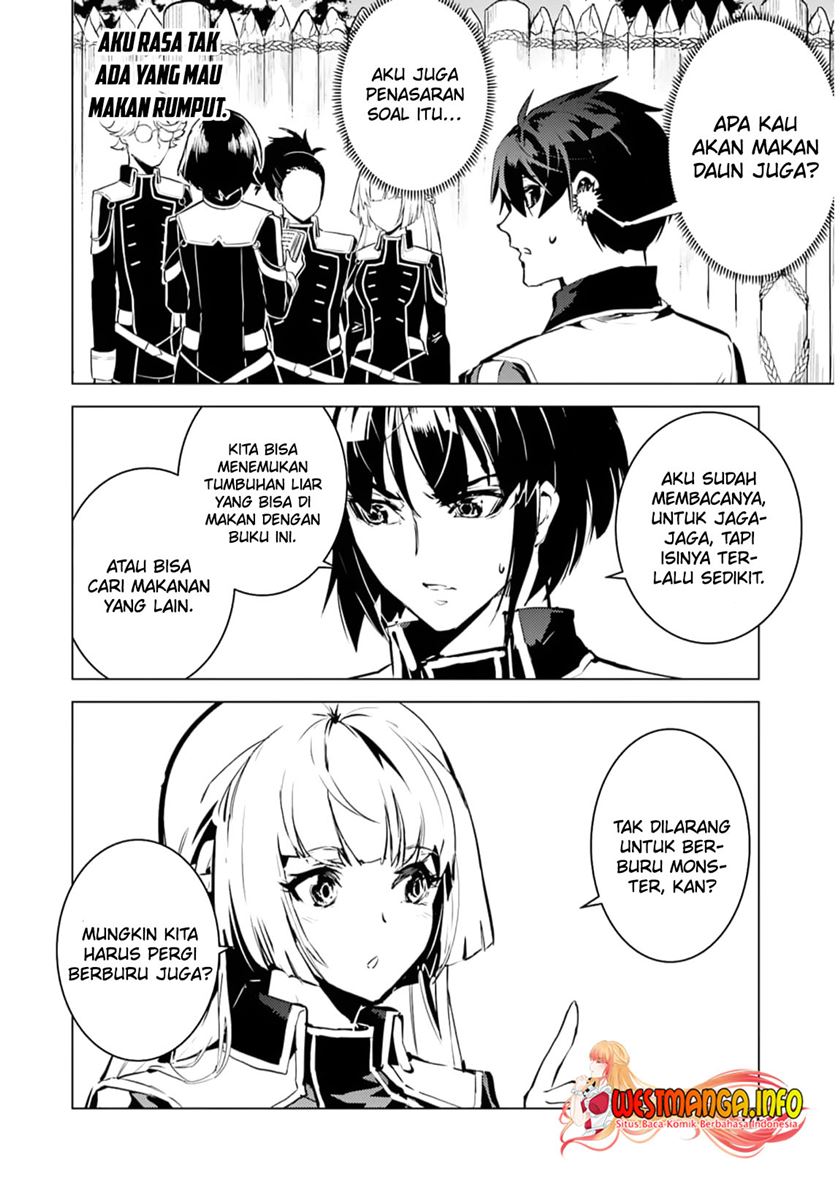 APA KAU
AKAN MAKAN
DAUN JUGA?
AKU JUGA
PENASARAN
SOAL ITU...
AKU RASA TAK
ADA YANG MAU
MAKAN RUMPUT.
AKU SUDAH
MEMBACANYA,
UNTUK JAGA-
JAGA, TAPI
ISINYA TER-
LALU SEDIKIT.
KITA BISA
MENEMUKAN
TUMBUHAN LIAR
YANG BISA DI
MAKAN DENGAN
BUKU INI.
ATAU BISA
CARI MAKANAN
YANG LAIN.
TAK DILARANG
UNTUK BER-
BURU MONS-
TER, KAN?
MUNGKIN KITA
HARUS PERGI
BERBURU JUGA?
WESTMANGA.INFO
Situs Baca Komik Berbahasa Indonesia